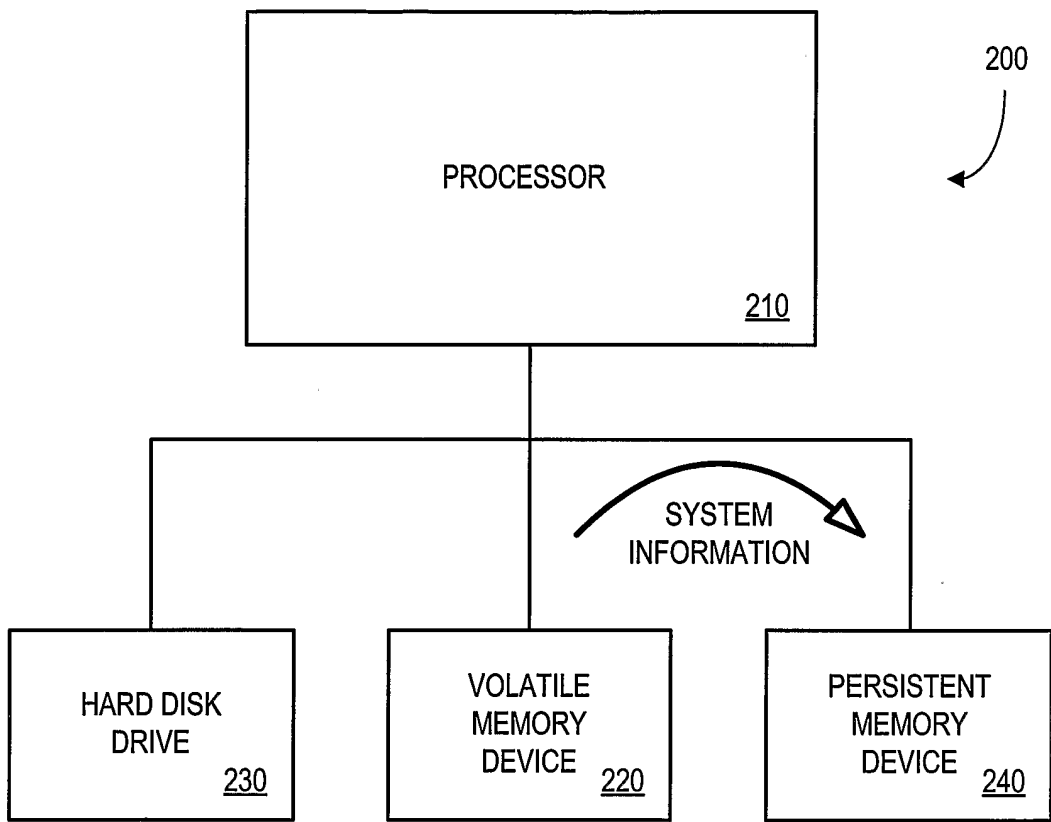 200
PROCESSOR
210
SYSTEM
INFORMATION
HARD DISK
DRIVE
230
VOLATILE
MEMORY
DEVICE
220
PERSISTENT
MEMORY
DEVICE
240